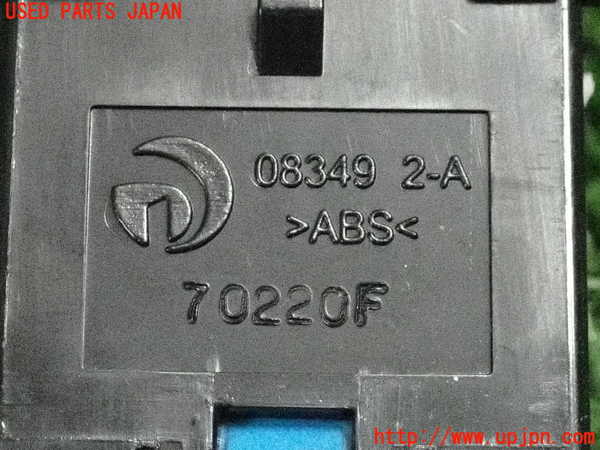 USED PARTS JAPAN
08349 2-A
>ABS<
70220F
http://www.upjpn.com/